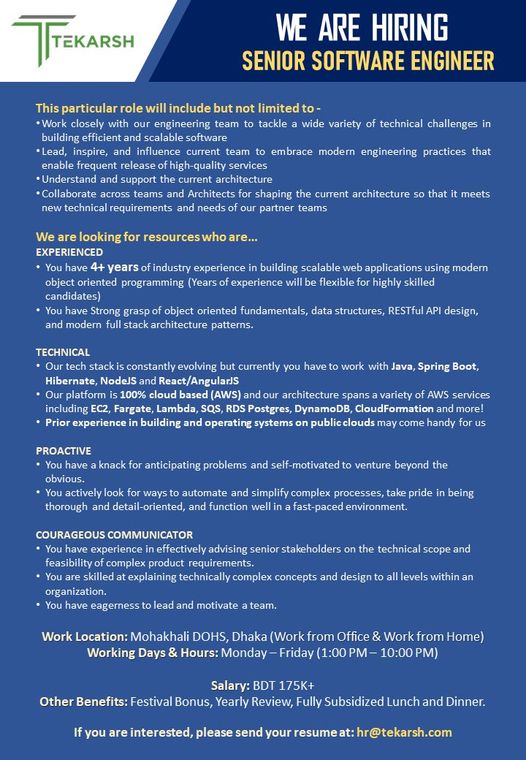 TEKARSH
WE ARE HIRING
SENIOR SOFTWARE ENGINEER
This particular role will include but not limited to -
•Work closely with our engineering team to tackle a wide variety of technical challenges in
building efficient and scalable software
•Lead, inspire, and influence current team to embrace modern engineering practices that
enable frequent release of high-quality services
•Understand and support the current architecture
•Collaborate across teams and Architects for shaping the current architecture so that it meets
new technical requirements and needs of our partner teams
We are looking for resources who are...
EXPERIENCED
• You have 4+ years of industry experience in building scalable web applications using modern
object oriented programming (Years of experience will be flexible for highly skilled
candidates)
• You have Strong grasp of object oriented fundamentals, data structures, RESTful API design,
and modern full stack architecture patterns.
TECHNICAL
• Our tech stack is constantly evolving but currently you have to work with Java, Spring Boot,
Hibernate, NodeJS and React/AngularJS
• Our platform is 100% cloud based (AWS) and our architecture spans a variety of AWS services
including EC2, Fargate, Lambda, SQS, RDS Postgres, DynamoDB, CloudFormation and more!
• Prior experience in building and operating systems on public clouds may come handy for us
PROACTIVE
• You have a knack for anticipating problems and self-motivated to venture beyond the
obvious.
• You actively look for ways to automate and simplify complex processes, take pride in being
thorough and detail-oriented, and function well in a fast-paced environment.
COURAGEOUS COMMUNICATOR
• You have experience in effectively advising senior stakeholders on the technical scope and
feasibility of complex product requirements.
• You are skilled at explaining technically complex concepts and design to all levels within an
organization.
• You have eagerness to lead and motivate a team.
Work Location: Mohakhali DOHS, Dhaka (Work from Office & Work from Home)
Working Days & Hours: Monday – Friday (1:00 PM – 10:00 PM)
Salary: BDT 175K+
Other Benefits: Festival Bonus, Yearly Review, Fully Subsidized Lunch and Dinner.
If you are interested, please send your resume at: hr@tekarsh.com